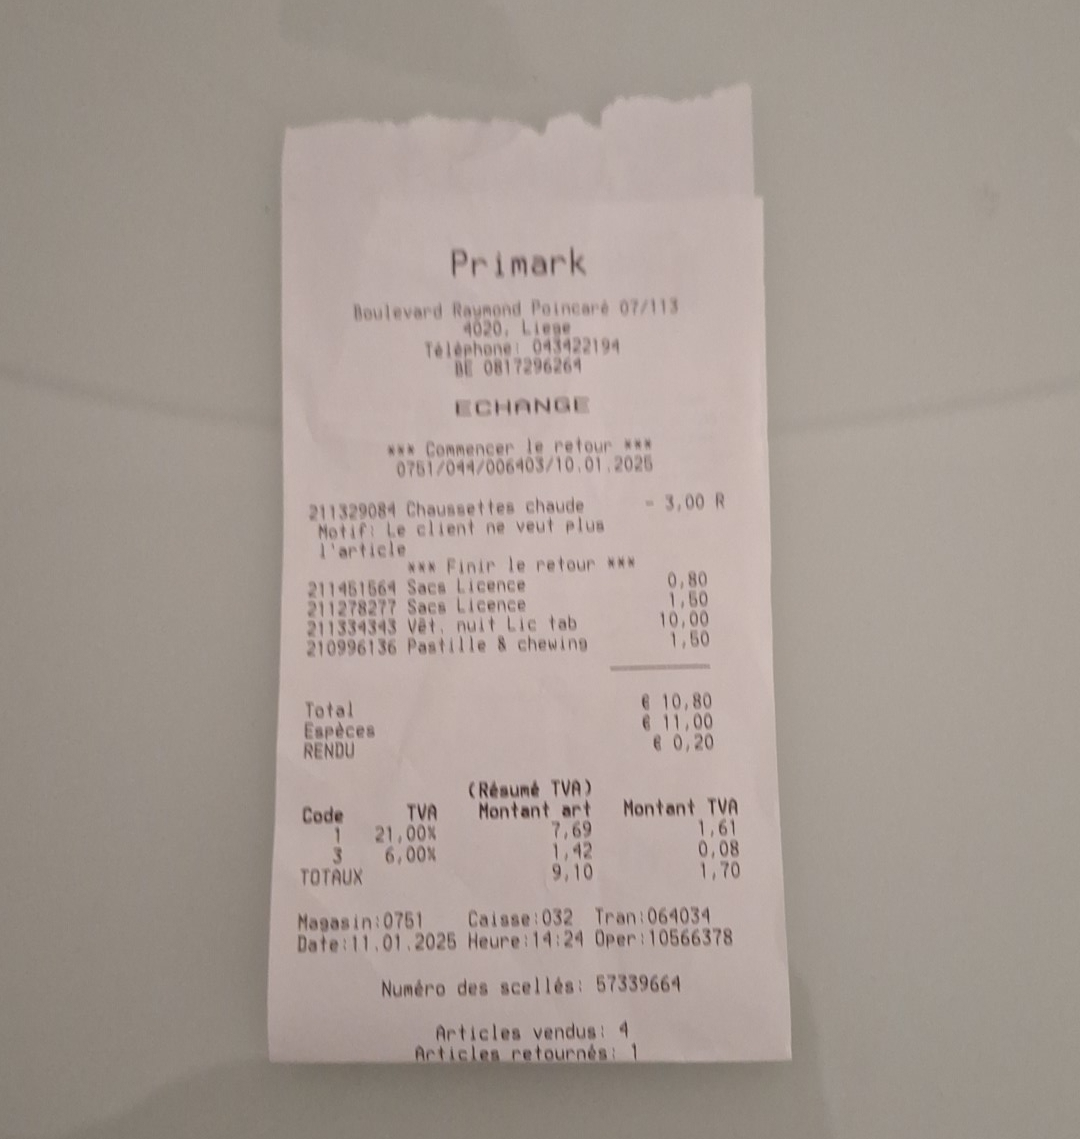 Primark
Boulevard Raymond Poincaré 07/113
4020, Liege
Téléphone: 043422194
BE 0817296264
ECHANGE
*** Commencer le retour ***
0751/044/006403/10.01.2025
211329084 Chaussettes chaude - 3,00 R
Motif: Le client ne veut plus
l'article
*** Finir le retour ***
211451564 Sacs Licence 0,80
211278277 Sacs Licence 1,50
211334343 Vêt. nuit Lic tab 10,00
210996136 Pastille & chewing 1,50
Total € 10,80
Espèces € 11,00
RENDU € 0,20
(Résumé TVA)
Code TVA Montant art Montant TVA
1 21,00% 7,69 1,61
3 6,00% 1,42 0,08
TOTAUX 9,10 1,70
Magasin:0751 Caisse:032 Tran:064034
Date:11.01.2025 Heure:14:24 Oper:10566378
Numéro des scellés: 57339664
Articles vendus: 4
Articles retournés: 1